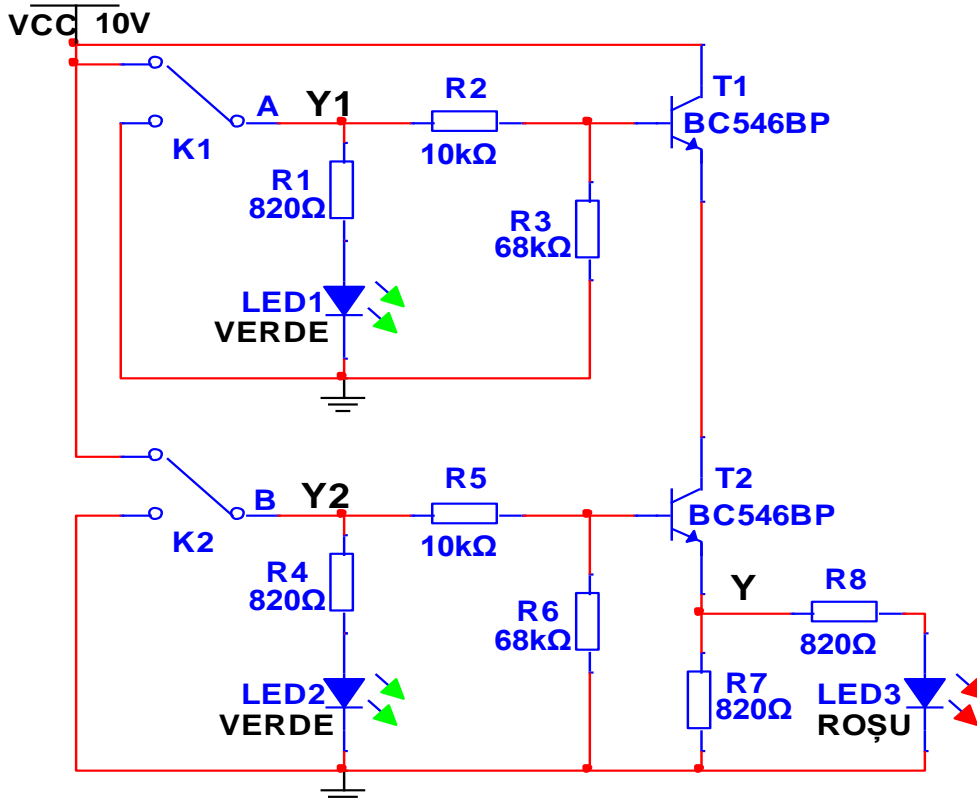 VCC 10V
T1
BC546BP
R2
10kΩ
A
Y1
K1
R1
820Ω
R3
68kΩ
LED1
VERDE
T2
BC546BP
R5
10kΩ
B
Y2
K2
R4
820Ω
R6
68kΩ
Y
R8
820Ω
LED2
VERDE
R7
820Ω
LED3
ROȘU